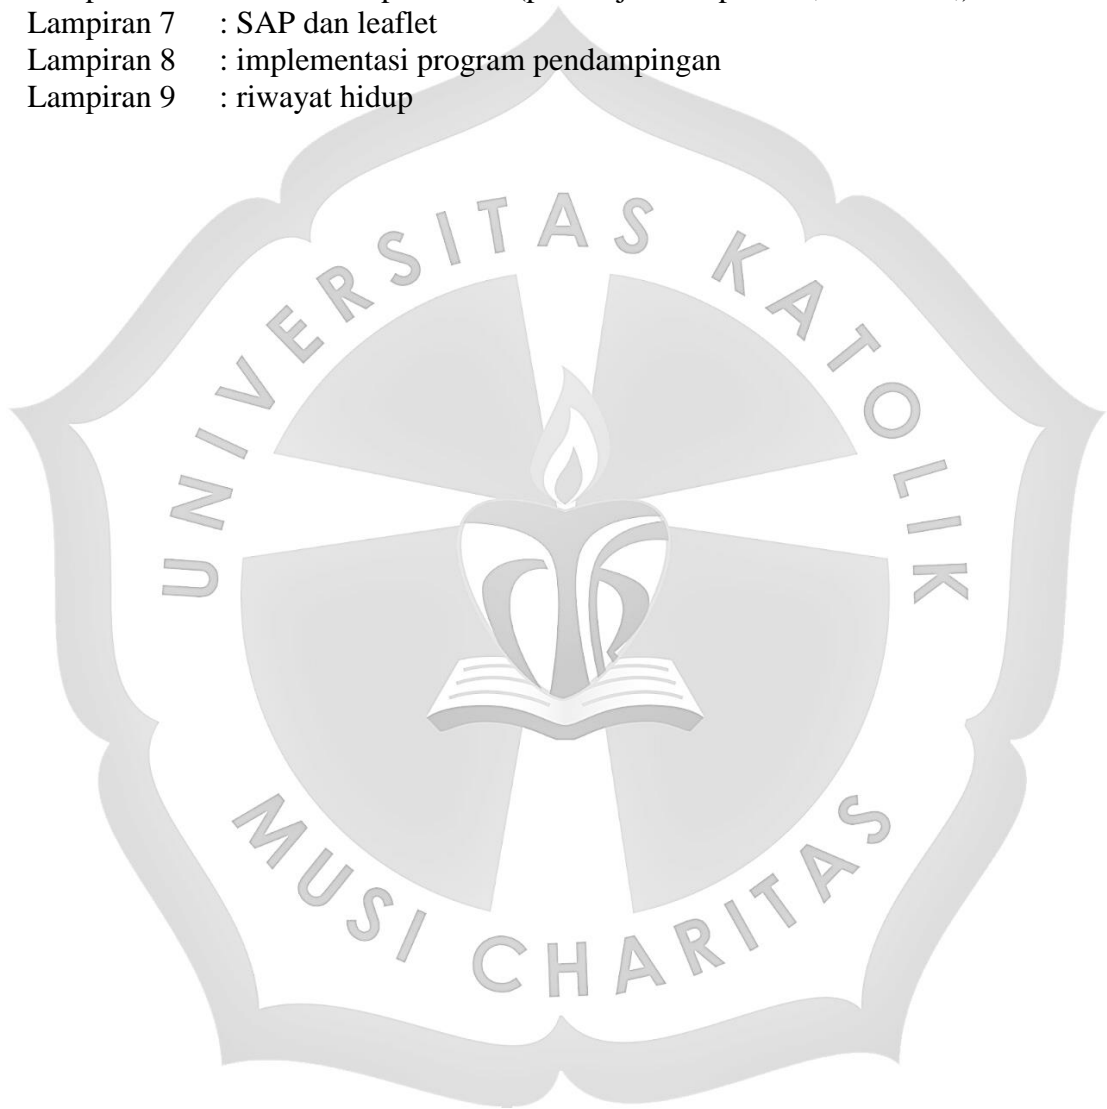 Lampiran 7 : SAP dan leaflet
Lampiran 8 : implementasi program pendampingan
Lampiran 9 : riwayat hidup
UNIVERSITAS KATOLIK
MUSI CHARITAS